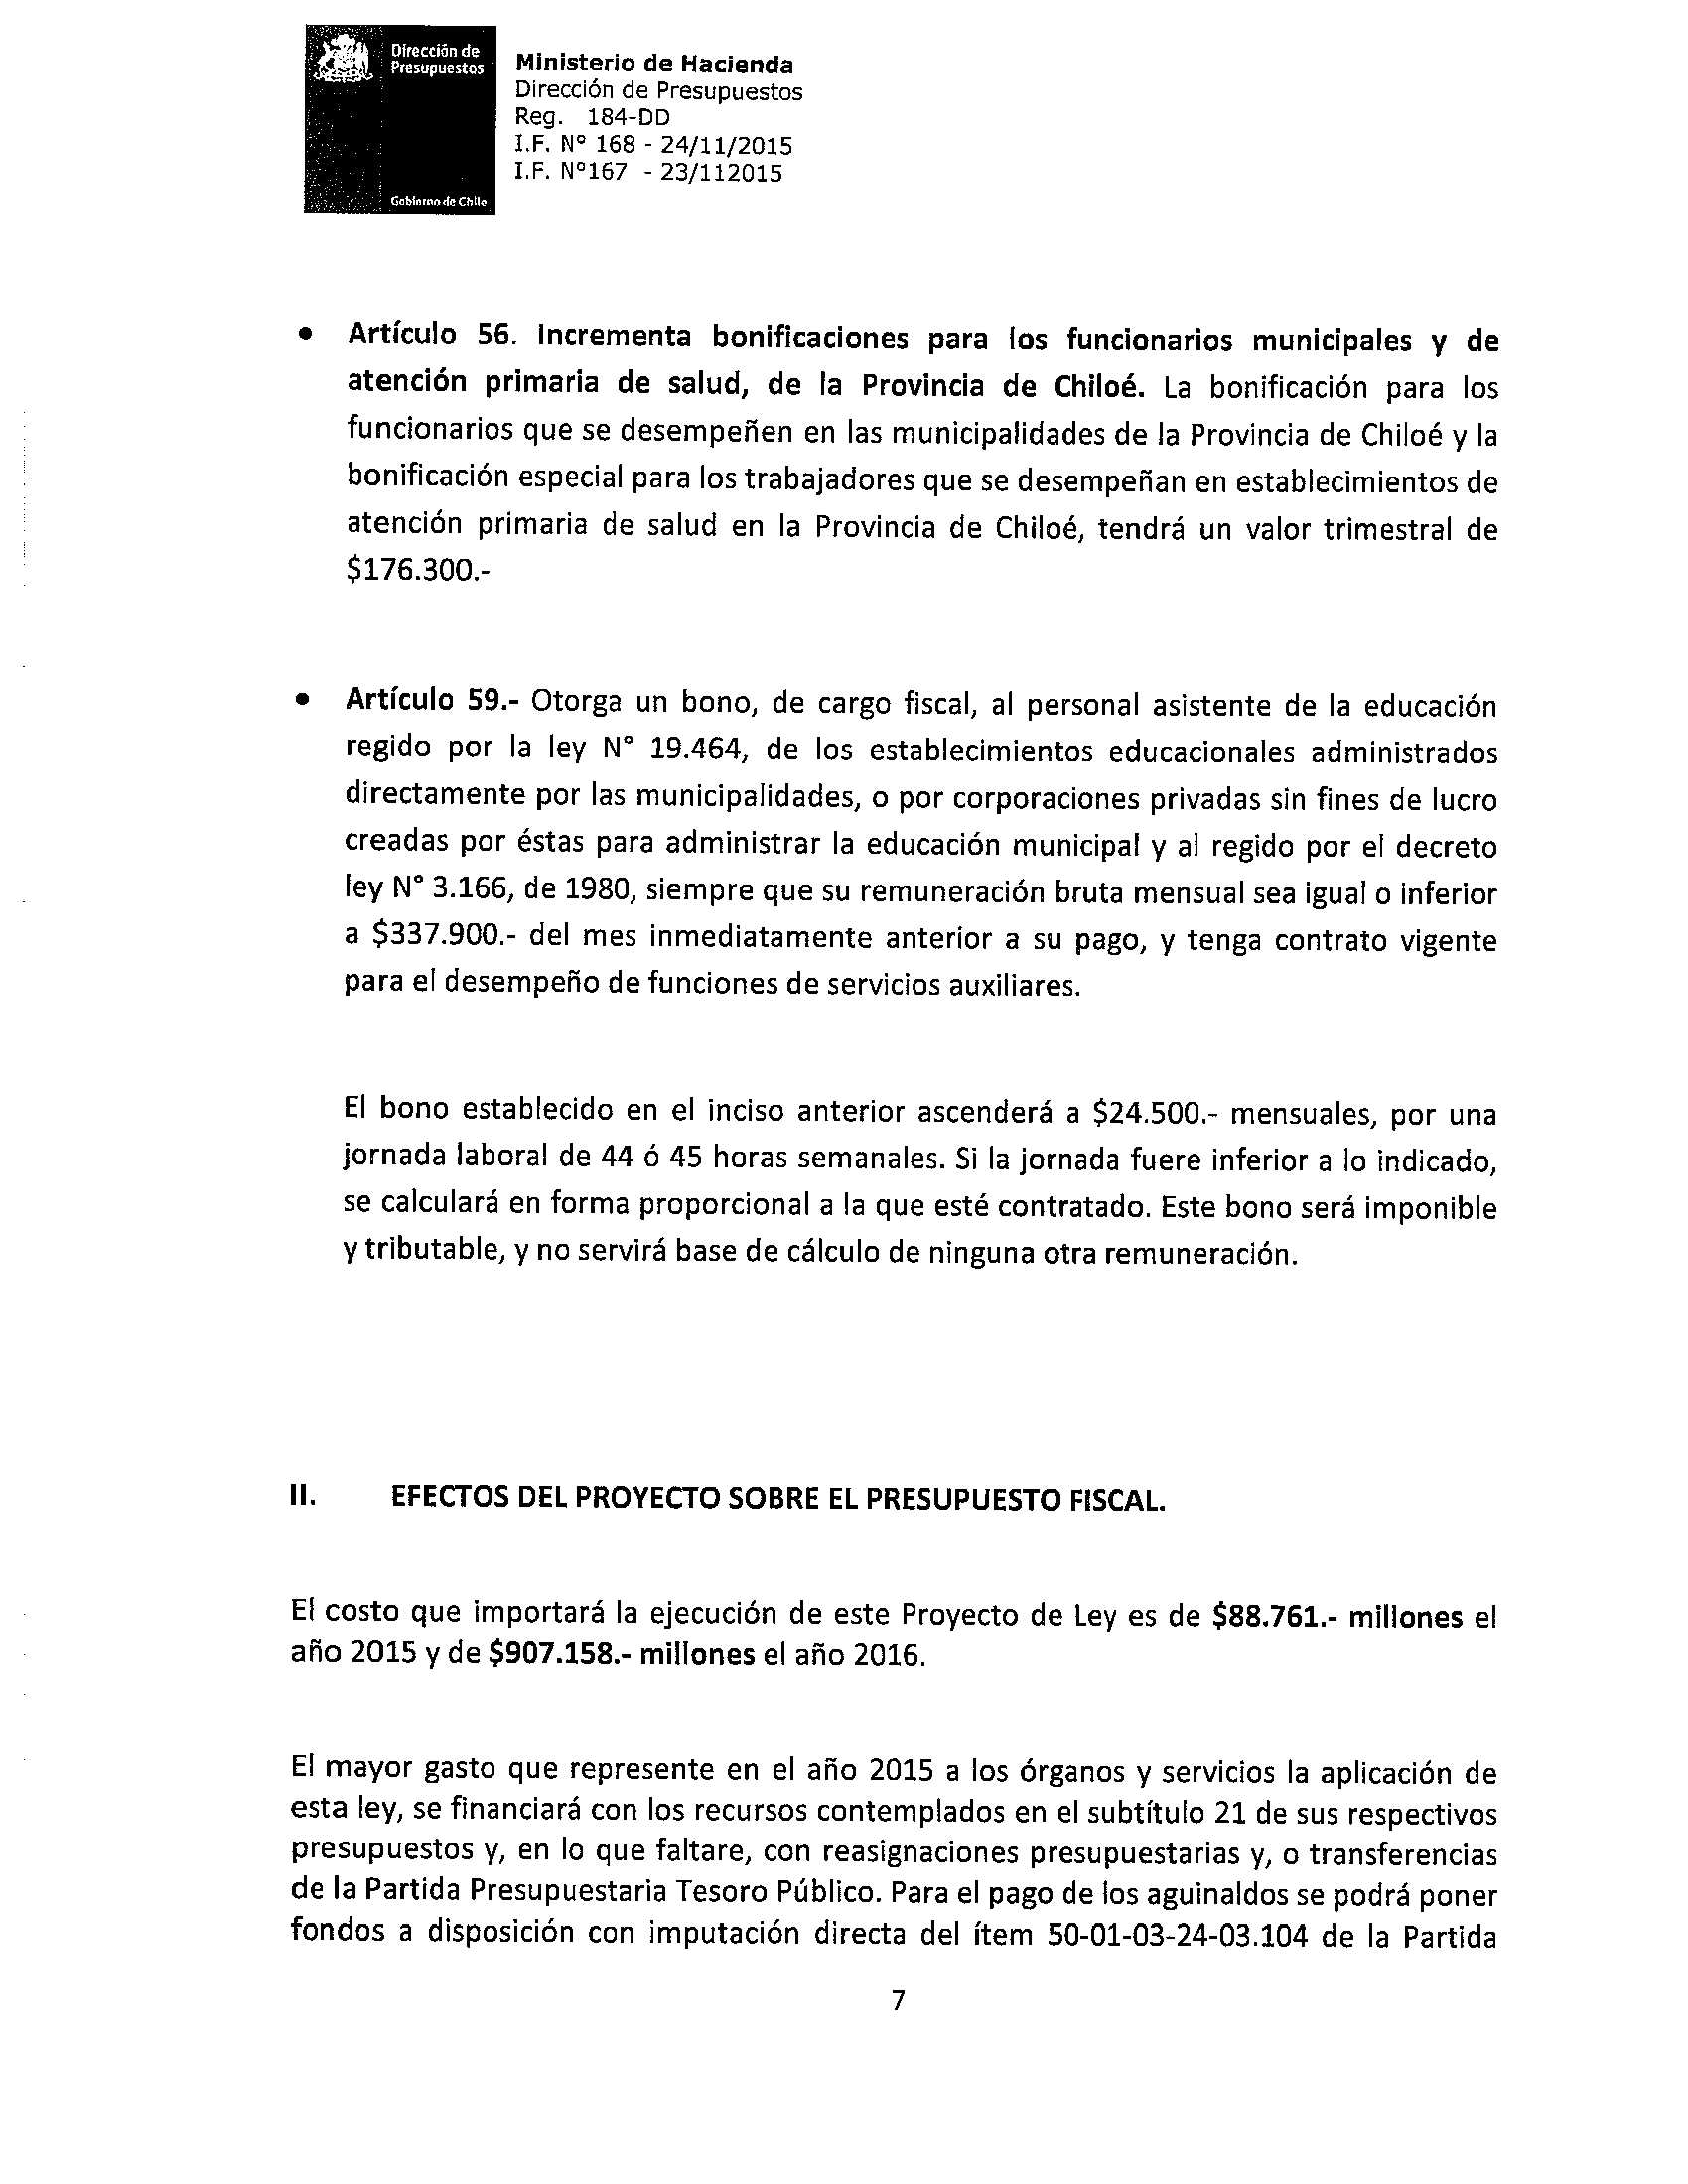 Dirección de
Presupuestos
Gobierno de Chile
Ministerio de Hacienda
Dirección de Presupuestos
Reg.   184-DD
I.F. N° 168 - 24/11/2015
I.F. N°167  - 23/112015
• Artículo 56. Incrementa bonificaciones para los funcionarios municipales y de
atención primaria de salud, de la Provincia de Chiloé. La bonificación para los
funcionarios que se desempeñen en las municipalidades de la Provincia de Chiloé y la
bonificación especial para los trabajadores que se desempeñan en establecimientos de
atención primaria de salud en la Provincia de Chiloé, tendrá un valor trimestral de
$176.300.-
• Artículo 59.- Otorga un bono, de cargo fiscal, al personal asistente de la educación
regido por la ley N° 19.464, de los establecimientos educacionales administrados
directamente por las municipalidades, o por corporaciones privadas sin fines de lucro
creadas por éstas para administrar la educación municipal y al regido por el decreto
ley N° 3.166, de 1980, siempre que su remuneración bruta mensual sea igual o inferior
a $337.900.- del mes inmediatamente anterior a su pago, y tenga contrato vigente
para el desempeño de funciones de servicios auxiliares.
El bono establecido en el inciso anterior ascenderá a $24.500.- mensuales, por una
jornada laboral de 44 ó 45 horas semanales. Si la jornada fuere inferior a lo indicado,
se calculará en forma proporcional a la que esté contratado. Este bono será imponible
y tributable, y no servirá base de cálculo de ninguna otra remuneración.
II. EFECTOS DEL PROYECTO SOBRE EL PRESUPUESTO FISCAL.
El costo que importará la ejecución de este Proyecto de Ley es de $88.761.- millones el
año 2015 y de $907.158.- millones el año 2016.
El mayor gasto que represente en el año 2015 a los órganos y servicios la aplicación de
esta ley, se financiará con los recursos contemplados en el subtítulo 21 de sus respectivos
presupuestos y, en lo que faltare, con reasignaciones presupuestarias y, o transferencias
de la Partida Presupuestaria Tesoro Público. Para el pago de los aguinaldos se podrá poner
fondos a disposición con imputación directa del ítem 50-01-03-24-03.104 de la Partida
7